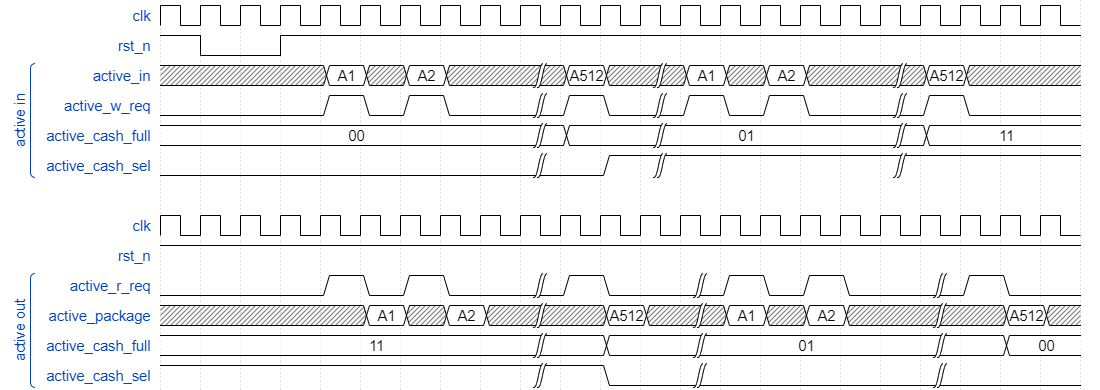 clk
rst_n
active in
active_in A1 A2 A512 A1 A2 A512
active_w_req
active_cash_full 00 01 11
active_cash_sel
clk
rst_n
active out
active_r_req
active_package A1 A2 A512 A1 A2 A512
active_cash_full 11 01 00
active_cash_sel